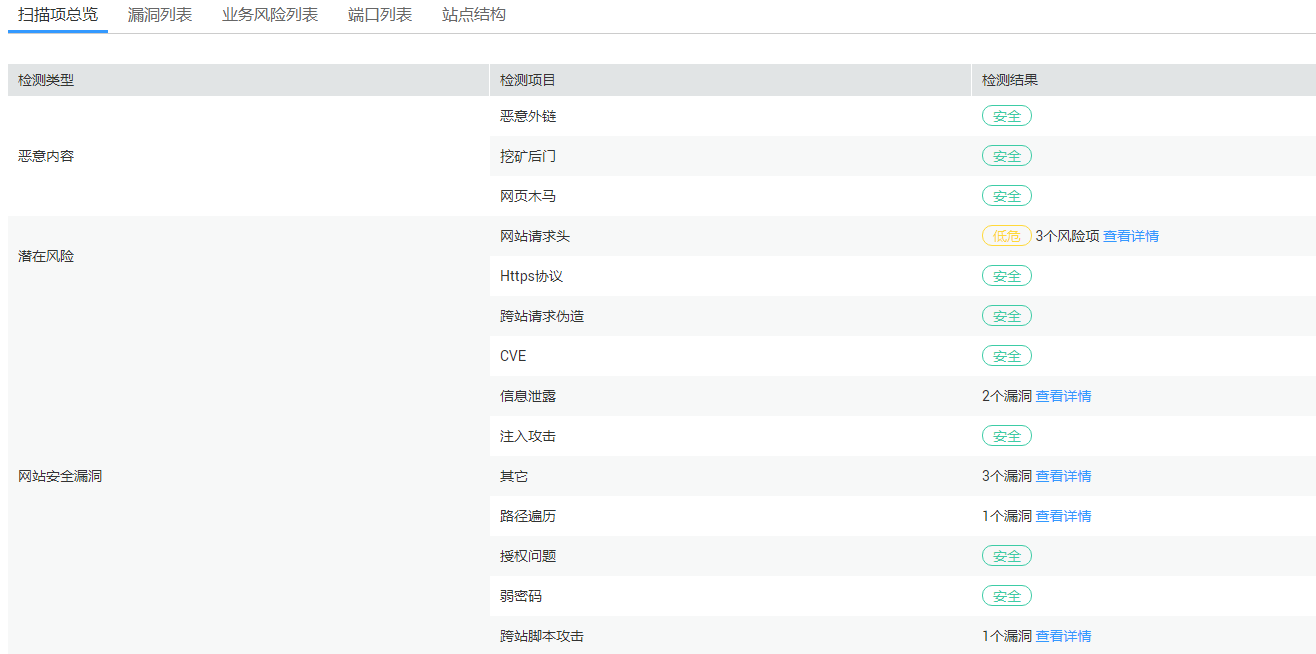 扫描项总览 漏洞列表 业务风险列表 端口列表 站点结构
检测类型 检测项目 检测结果
恶意外链 安全
恶意内容 挖矿后门 安全
网页木马 安全
网站请求头 低危 3个风险项 查看详情
潜在风险
Https协议 安全
跨站请求伪造 安全
CVE 安全
信息泄露 2个漏洞 查看详情
注入攻击 安全
网站安全漏洞 其它 3个漏洞 查看详情
路径遍历 1个漏洞 查看详情
授权问题 安全
弱密码 安全
跨站脚本攻击 1个漏洞 查看详情